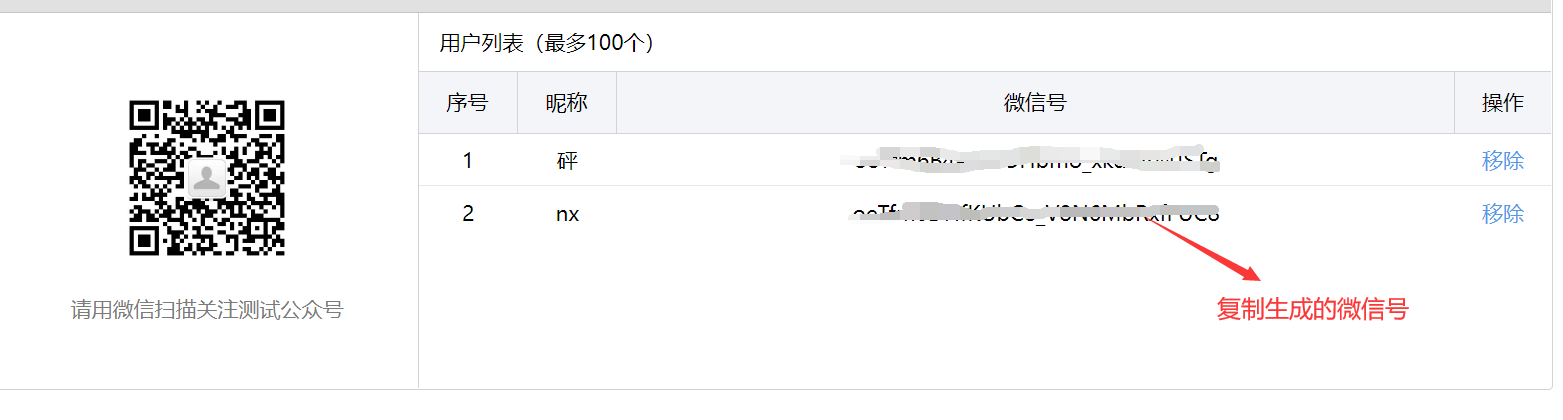 用户列表（最多100个）
序号 昵称 微信号 操作
1 砰 移除
2 nx 移除
请用微信扫描关注测试公众号
复制生成的微信号